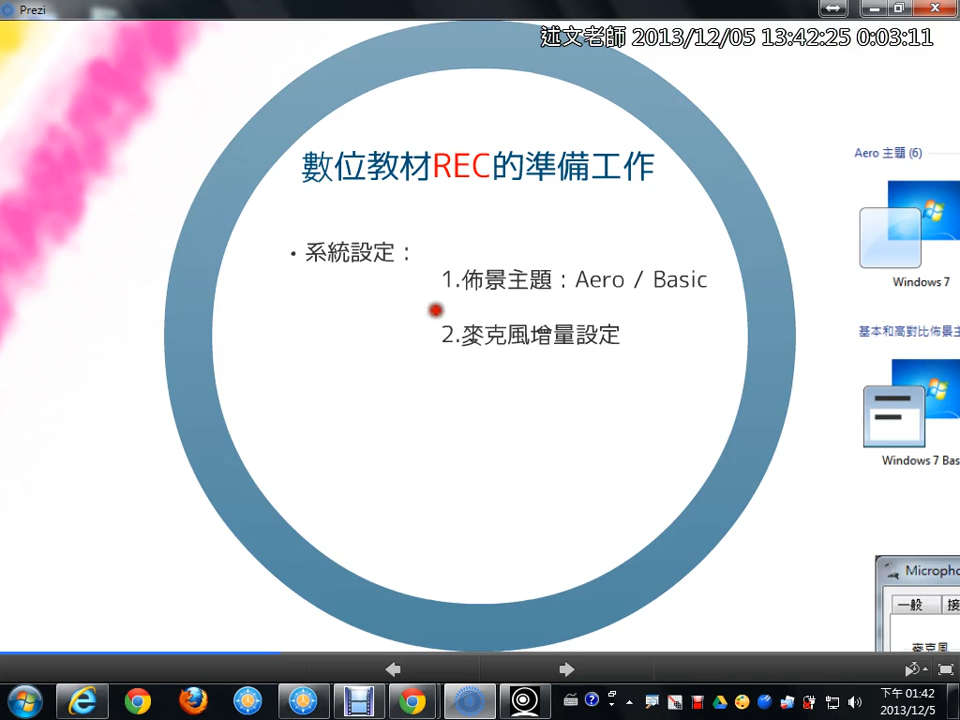 Prezi
述文老師 2013/12/05 13:42:25 0:03:11
數位教材REC的準備工作
• 系統設定：
1.佈景主題：Aero / Basic
2.麥克風增量設定
Aero 主題 (6)
Windows 7
基本和高對比佈景主
Windows 7 Bas
Micropho
一般
接
麥克風
下午 01:42
2013/12/5